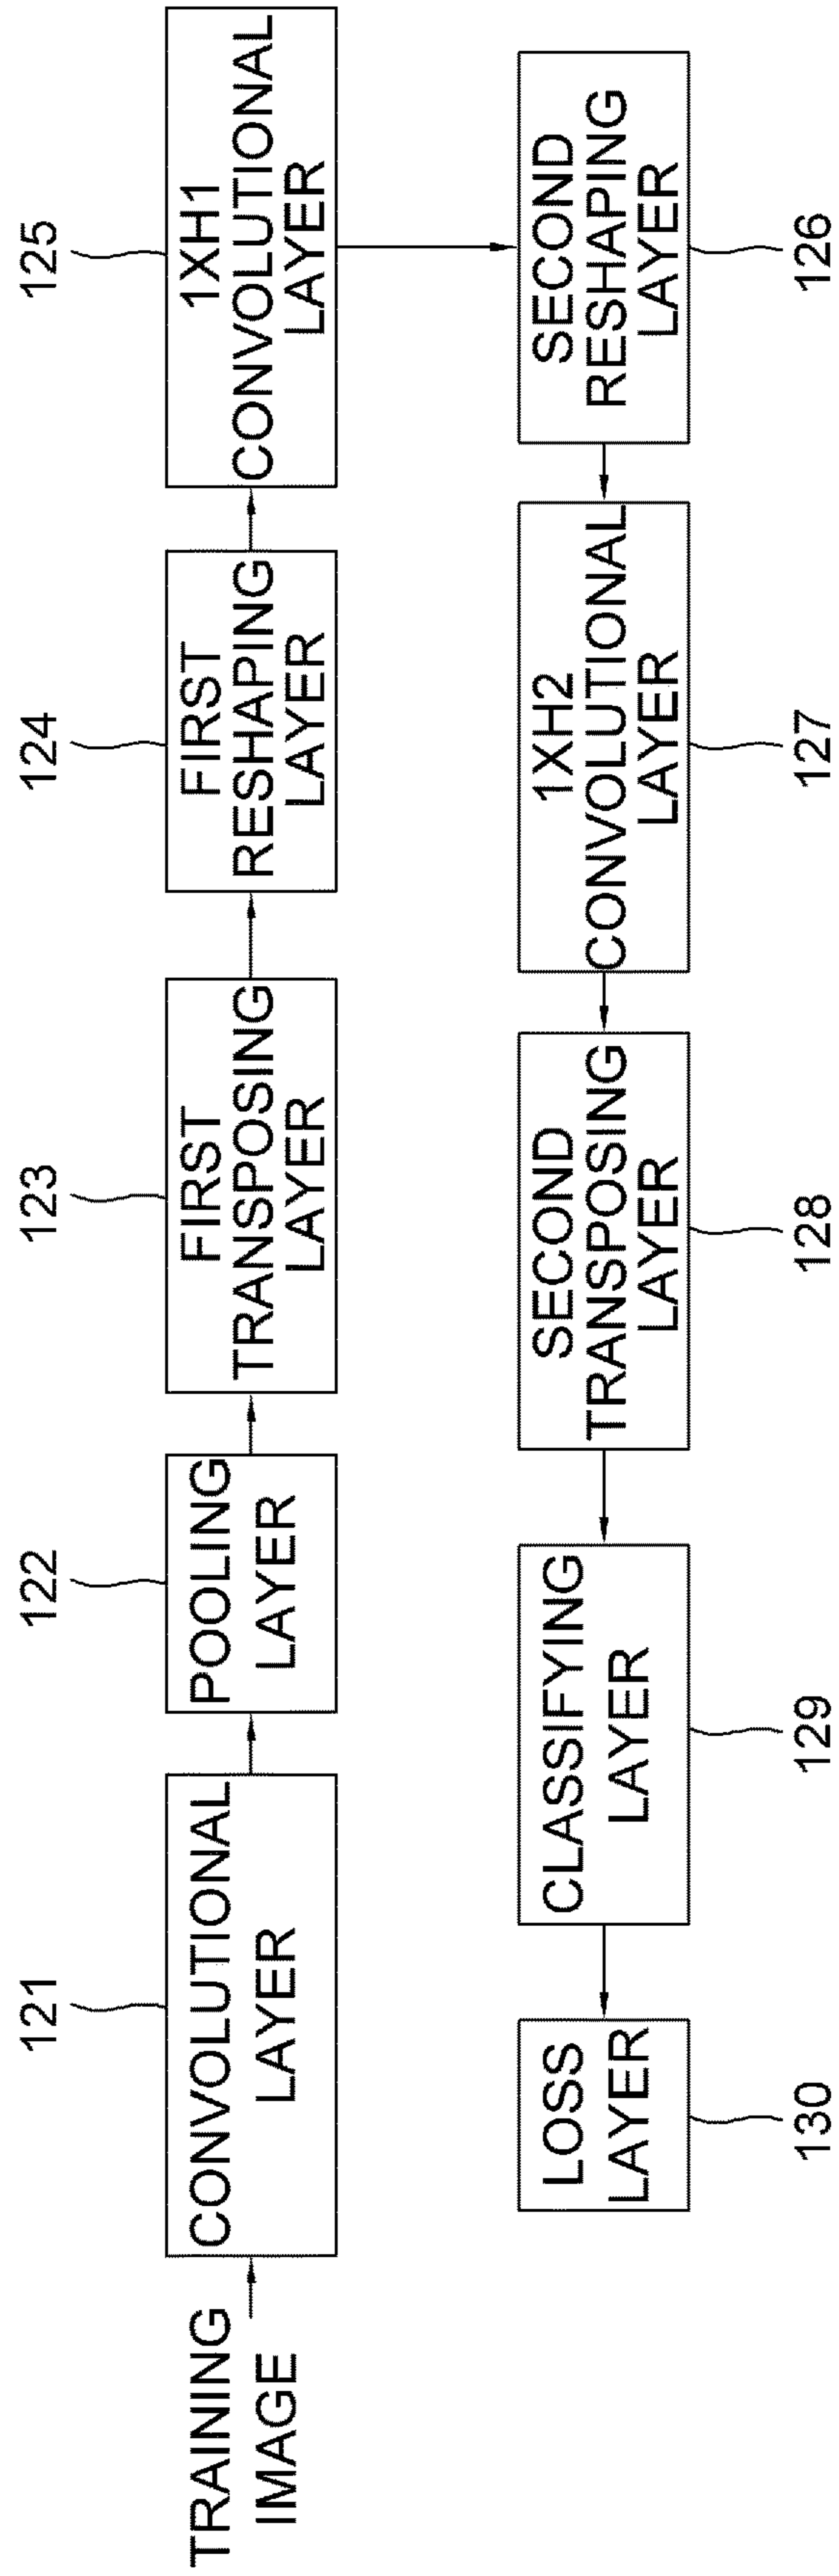 TRAINING
IMAGE
121
CONVOLUTIONAL
LAYER
122
POOLING
LAYER
123
FIRST
TRANSPOSING
LAYER
124
FIRST
RESHAPING
LAYER
125
1XH1
CONVOLUTIONAL
LAYER
SECOND
RESHAPING
LAYER
126
1XH2
CONVOLUTIONAL
LAYER
127
SECOND
TRANSPOSING
LAYER
128
CLASSIFYING
LAYER
129
LOSS
LAYER
130